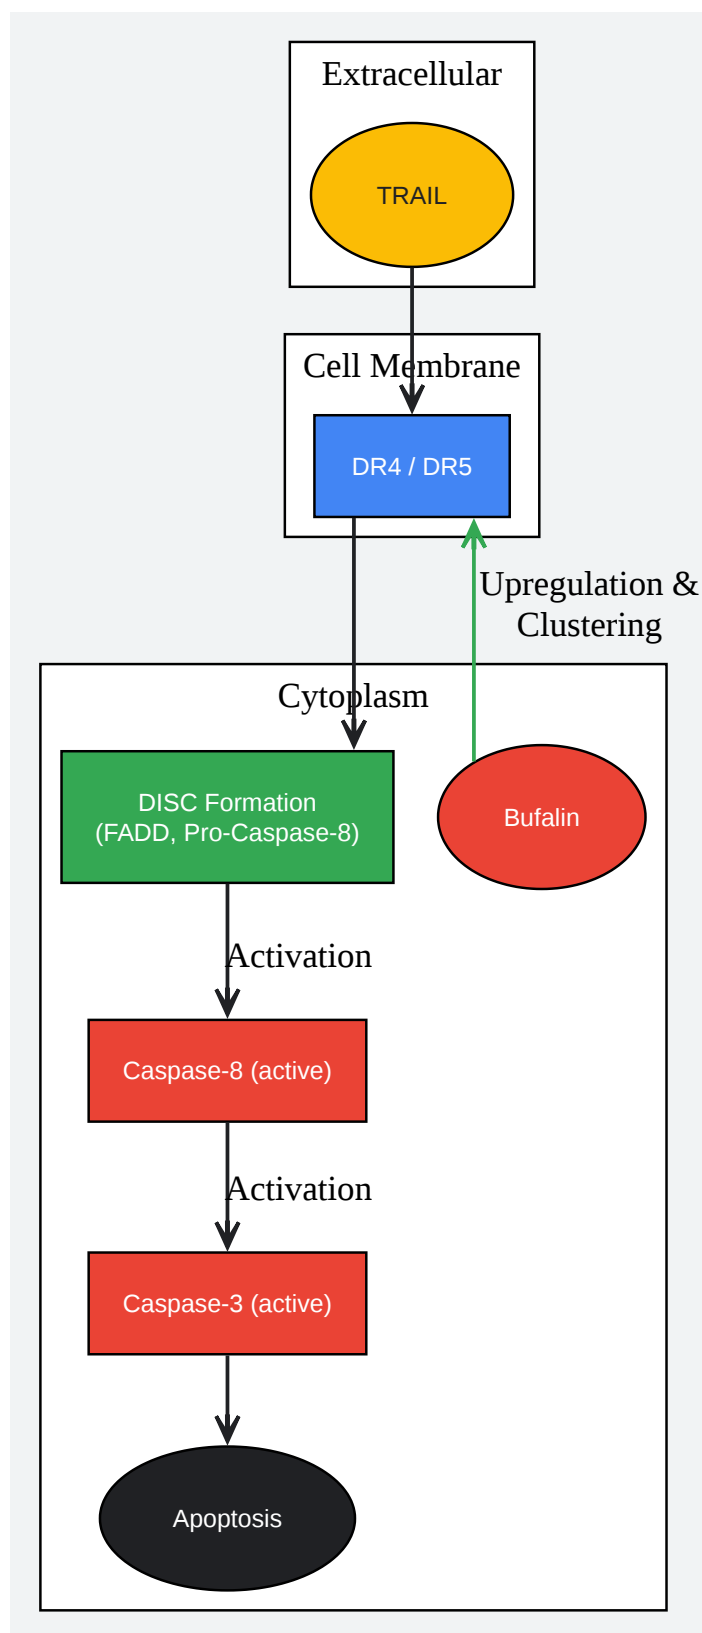 Extracellular
TRAIL
Cell Membrane
DR4 / DR5
Upregulation &
Clustering
Cytoplasm
DISC Formation
(FADD, Pro-Caspase-8)
Bufalin
Activation
Caspase-8 (active)
Activation
Caspase-3 (active)
Apoptosis